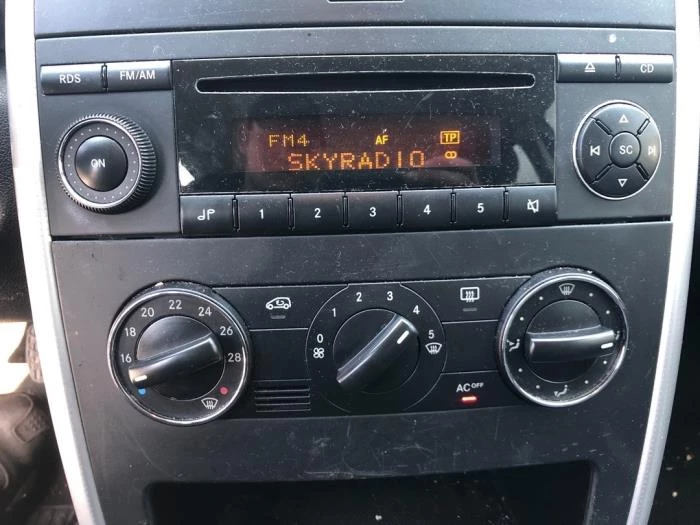 RDS FM/AM CD
ON FM4 AF TP SC
SKYRADIO
1 2 3 4 5
16 18 20 22 24 26 28
0 1 2 3 4 5
AC OFF